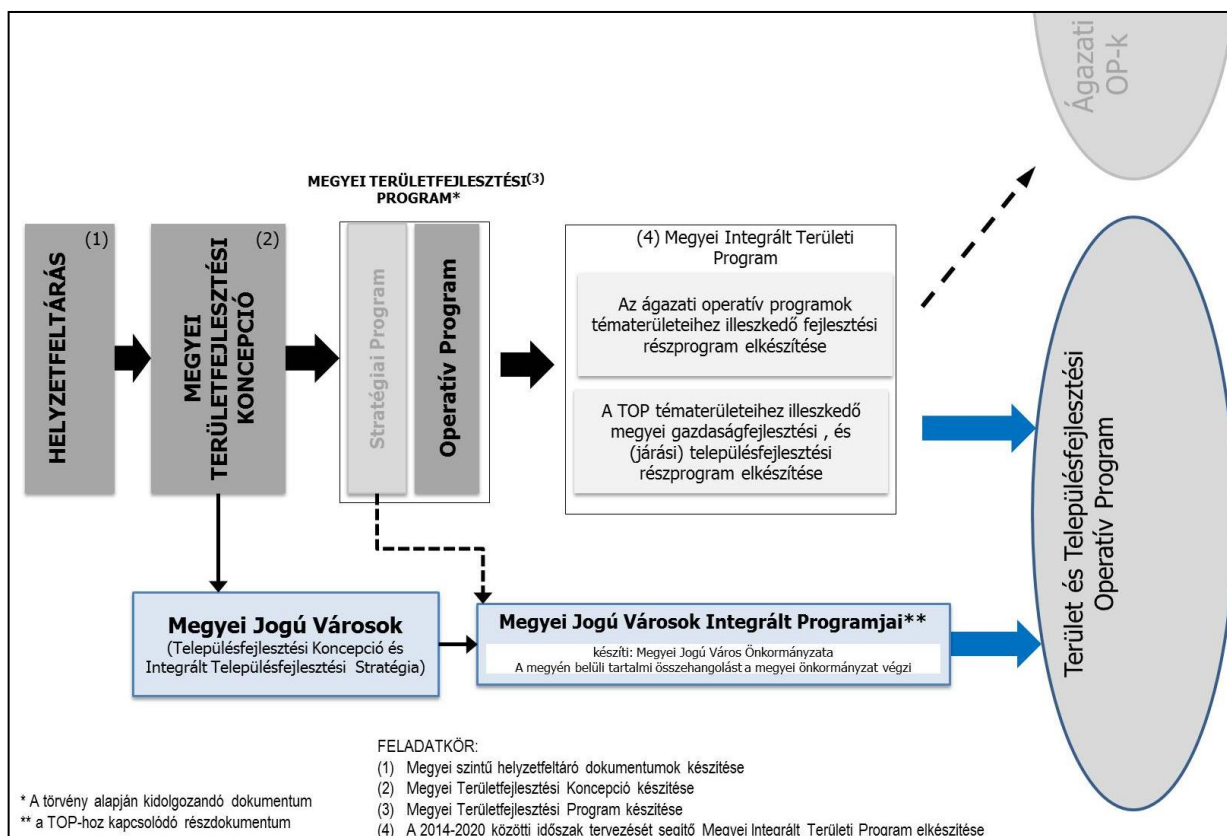 Ágazati
OP-k
MEGYEI TERÜLETFEJLESZTÉSI(3)
PROGRAM*
(1)
HELYZETFELTÁRÁS
(2)
MEGYEI
TERÜLETFEJLESZTÉSI
KONCEPCIÓ
Stratégiai Program
Operatív Program
(4) Megyei Integrált Területi
Program
Az ágazati operatív programok
tématerületeihez illeszkedő fejlesztési
részprogram elkészítése
A TOP tématerületeihez illeszkedő
megyei gazdaságfejlesztési , és
(járási) településfejlesztési
részprogram elkészítése
Terület és Településfejlesztési
Operatív Program
Megyei Jogú Városok
(Településfejlesztési Koncepció és
Integrált Településfejlesztési
Stratégia)
Megyei Jogú Városok Integrált Programjai**
készíti: Megyei Jogú Város Önkormányzata
A megyén belüli tartalmi összehangolást a megyei önkormányzat végzi
* A törvény alapján kidolgozandó dokumentum
** a TOP-hoz kapcsolódó részdokumentum
FELADATKÖR:
(1) Megyei szintű helyzetfeltáró dokumentumok készítése
(2) Megyei Területfejlesztési Koncepció készítése
(3) Megyei Területfejlesztési Program készítése
(4) A 2014-2020 közötti időszak tervezését segítő Megyei Integrált Területi Program elkészítése